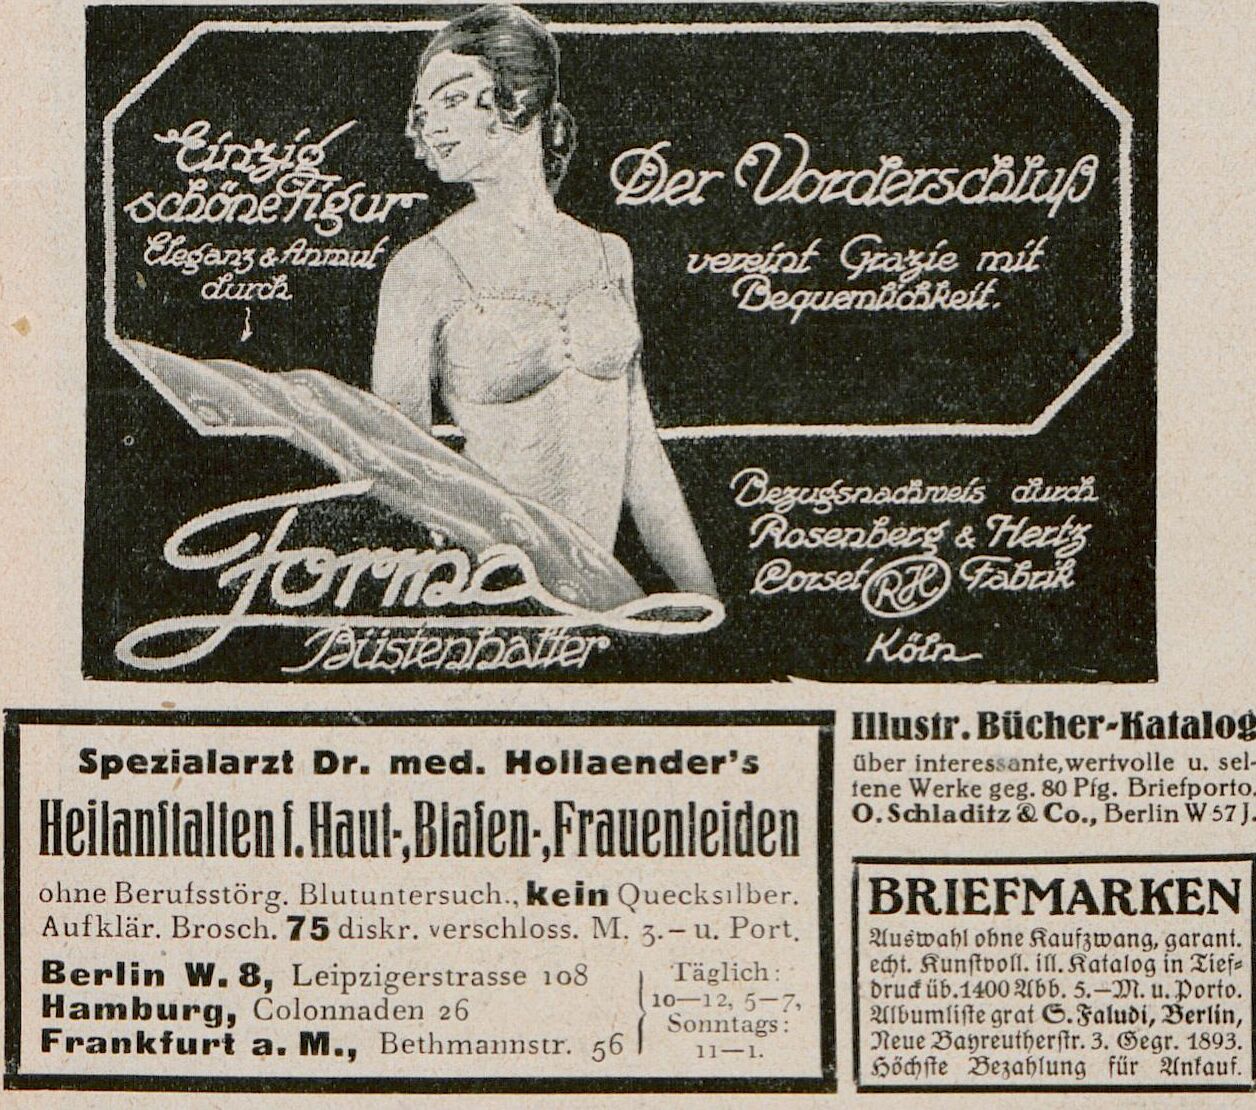 Einzig
schöne Figur
Eleganz & Anmut
durch
Der Vorderschluß
vereint Grazie mit
Bequemlichkeit.
Forma
Büstenhalter
Bezugsnachweis durch
Rosenberg & Hertz
Corset RH Fabrik
Köln
Spezialarzt Dr. med. Hollaender's
Heilanstalten f. Haut-, Blasen-, Frauenleiden
ohne Berufsstörg. Blutuntersuch., kein Quecksilber.
Aufklär. Brosch. 75 diskr. verschloss. M. 3.– u. Port.
Berlin W. 8, Leipzigerstrasse 108
Hamburg, Colonnaden 26
Frankfurt a. M., Bethmannstr. 56
Täglich:
10—12, 5—7,
Sonntags:
11—1.
Illustr. Bücher-Katalog
über interessante, wertvolle u. sel-
tene Werke geg. 80 Pfg. Briefporto.
O. Schladitz & Co., Berlin W 57 J.
BRIEFMARKEN
Auswahl ohne Kaufzwang, garant.
echt. Kunstvoll. ill. Katalog in Tief-
druck üb. 1400 Abb. 5.—M. u. Porto.
Albumliste grat S. Faludi, Berlin,
Neue Bayreutherstr. 3. Gegr. 1893.
Höchste Bezahlung für Ankauf.